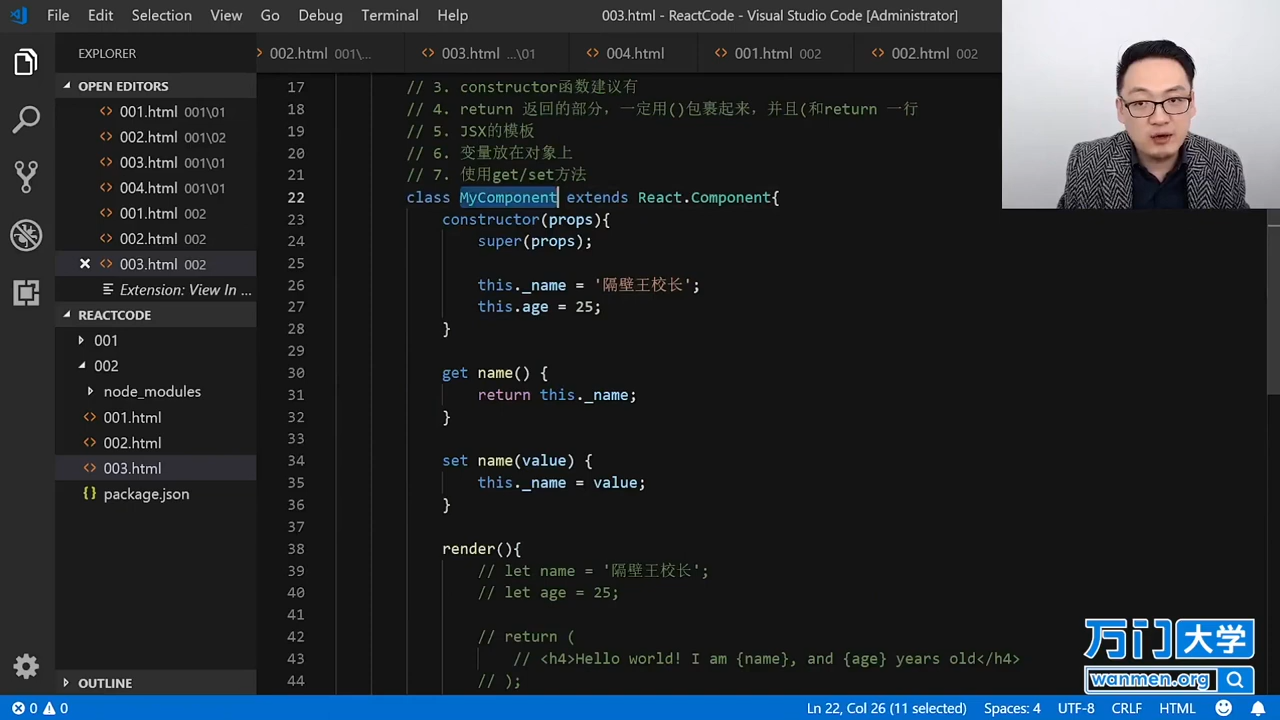 File Edit Selection View Go Debug Terminal Help 003.html - ReactCode - Visual Studio Code [Administrator]
EXPLORER
002.html 001\... 003.html ...\01 004.html 001.html 002 002.html 002
OPEN EDITORS
001.html 001\01
002.html 001\02
003.html 001\01
004.html 001\01
001.html 002
002.html 002
003.html 002
Extension: View In ...
REACTCODE
001
002
node_modules
001.html
002.html
003.html
package.json
OUTLINE
17 // 3. constructor函数建议有
18 // 4. return 返回的部分，一定用()包裹起来，并且(和return 一行
19 // 5. JSX的模板
20 // 6. 变量放在对象上
21 // 7. 使用get/set方法
22 class MyComponent extends React.Component{
23 constructor(props){
24 super(props);
25
26 this._name = '隔壁王校长';
27 this.age = 25;
28 }
29
30 get name() {
31 return this._name;
32 }
33
34 set name(value) {
35 this._name = value;
36 }
37
38 render(){
39 // let name = '隔壁王校长';
40 // let age = 25;
41
42 // return (
43 // <h4>Hello world! I am {name}, and {age} years old</h4>
44 // );
万门大学
wanmen.org
0 0 Ln 22, Col 26 (11 selected) Spaces: 4 UTF-8 CRLF HTML